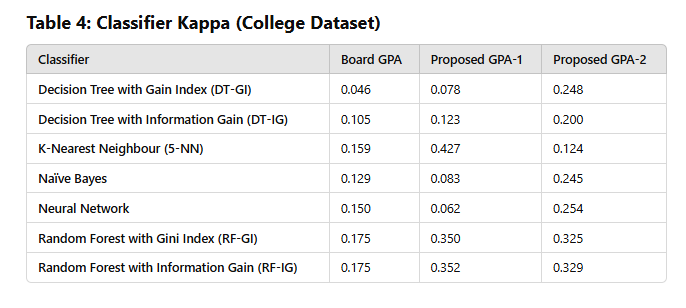 Table 4: Classifier Kappa (College Dataset)
Classifier Board GPA Proposed GPA-1 Proposed GPA-2
Decision Tree with Gain Index (DT-GI) 0.046 0.078 0.248
Decision Tree with Information Gain (DT-IG) 0.105 0.123 0.200
K-Nearest Neighbour (5-NN) 0.159 0.427 0.124
Naïve Bayes 0.129 0.083 0.245
Neural Network 0.150 0.062 0.254
Random Forest with Gini Index (RF-GI) 0.175 0.350 0.325
Random Forest with Information Gain (RF-IG) 0.175 0.352 0.329